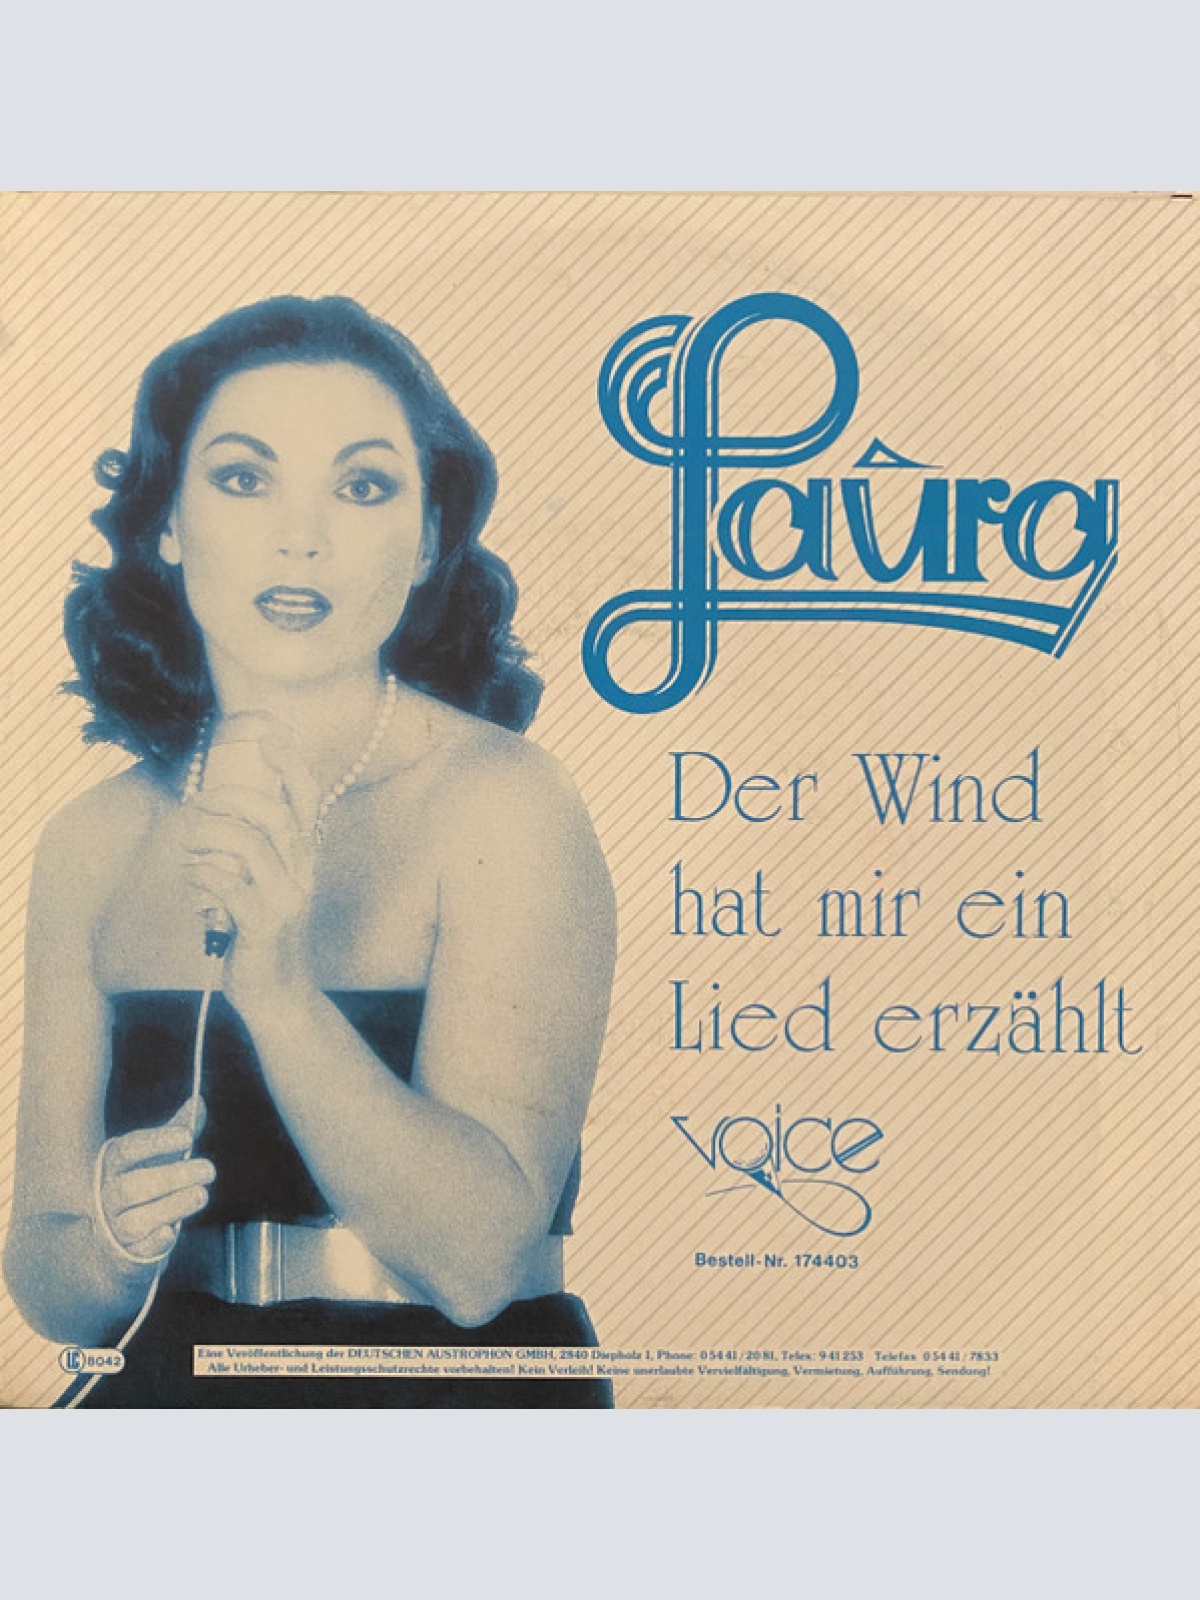 Laûra
Der Wind
hat mir ein
Lied erzählt
voice
Bestell-Nr. 174403
LC 8042
Eine Veröffentlichung der DEUTSCHEN AUSTROPHON GMBH, 2840 Diepholz 1, Phone: 0 54 41 / 20 81, Telex: 9 41 253 Telefax 0 54 41 / 78 33
Alle Urheber- und Leistungsschutzrechte vorbehalten! Kein Verleih! Keine unerlaubte Vervielfältigung, Vermietung, Aufführung, Sendung!